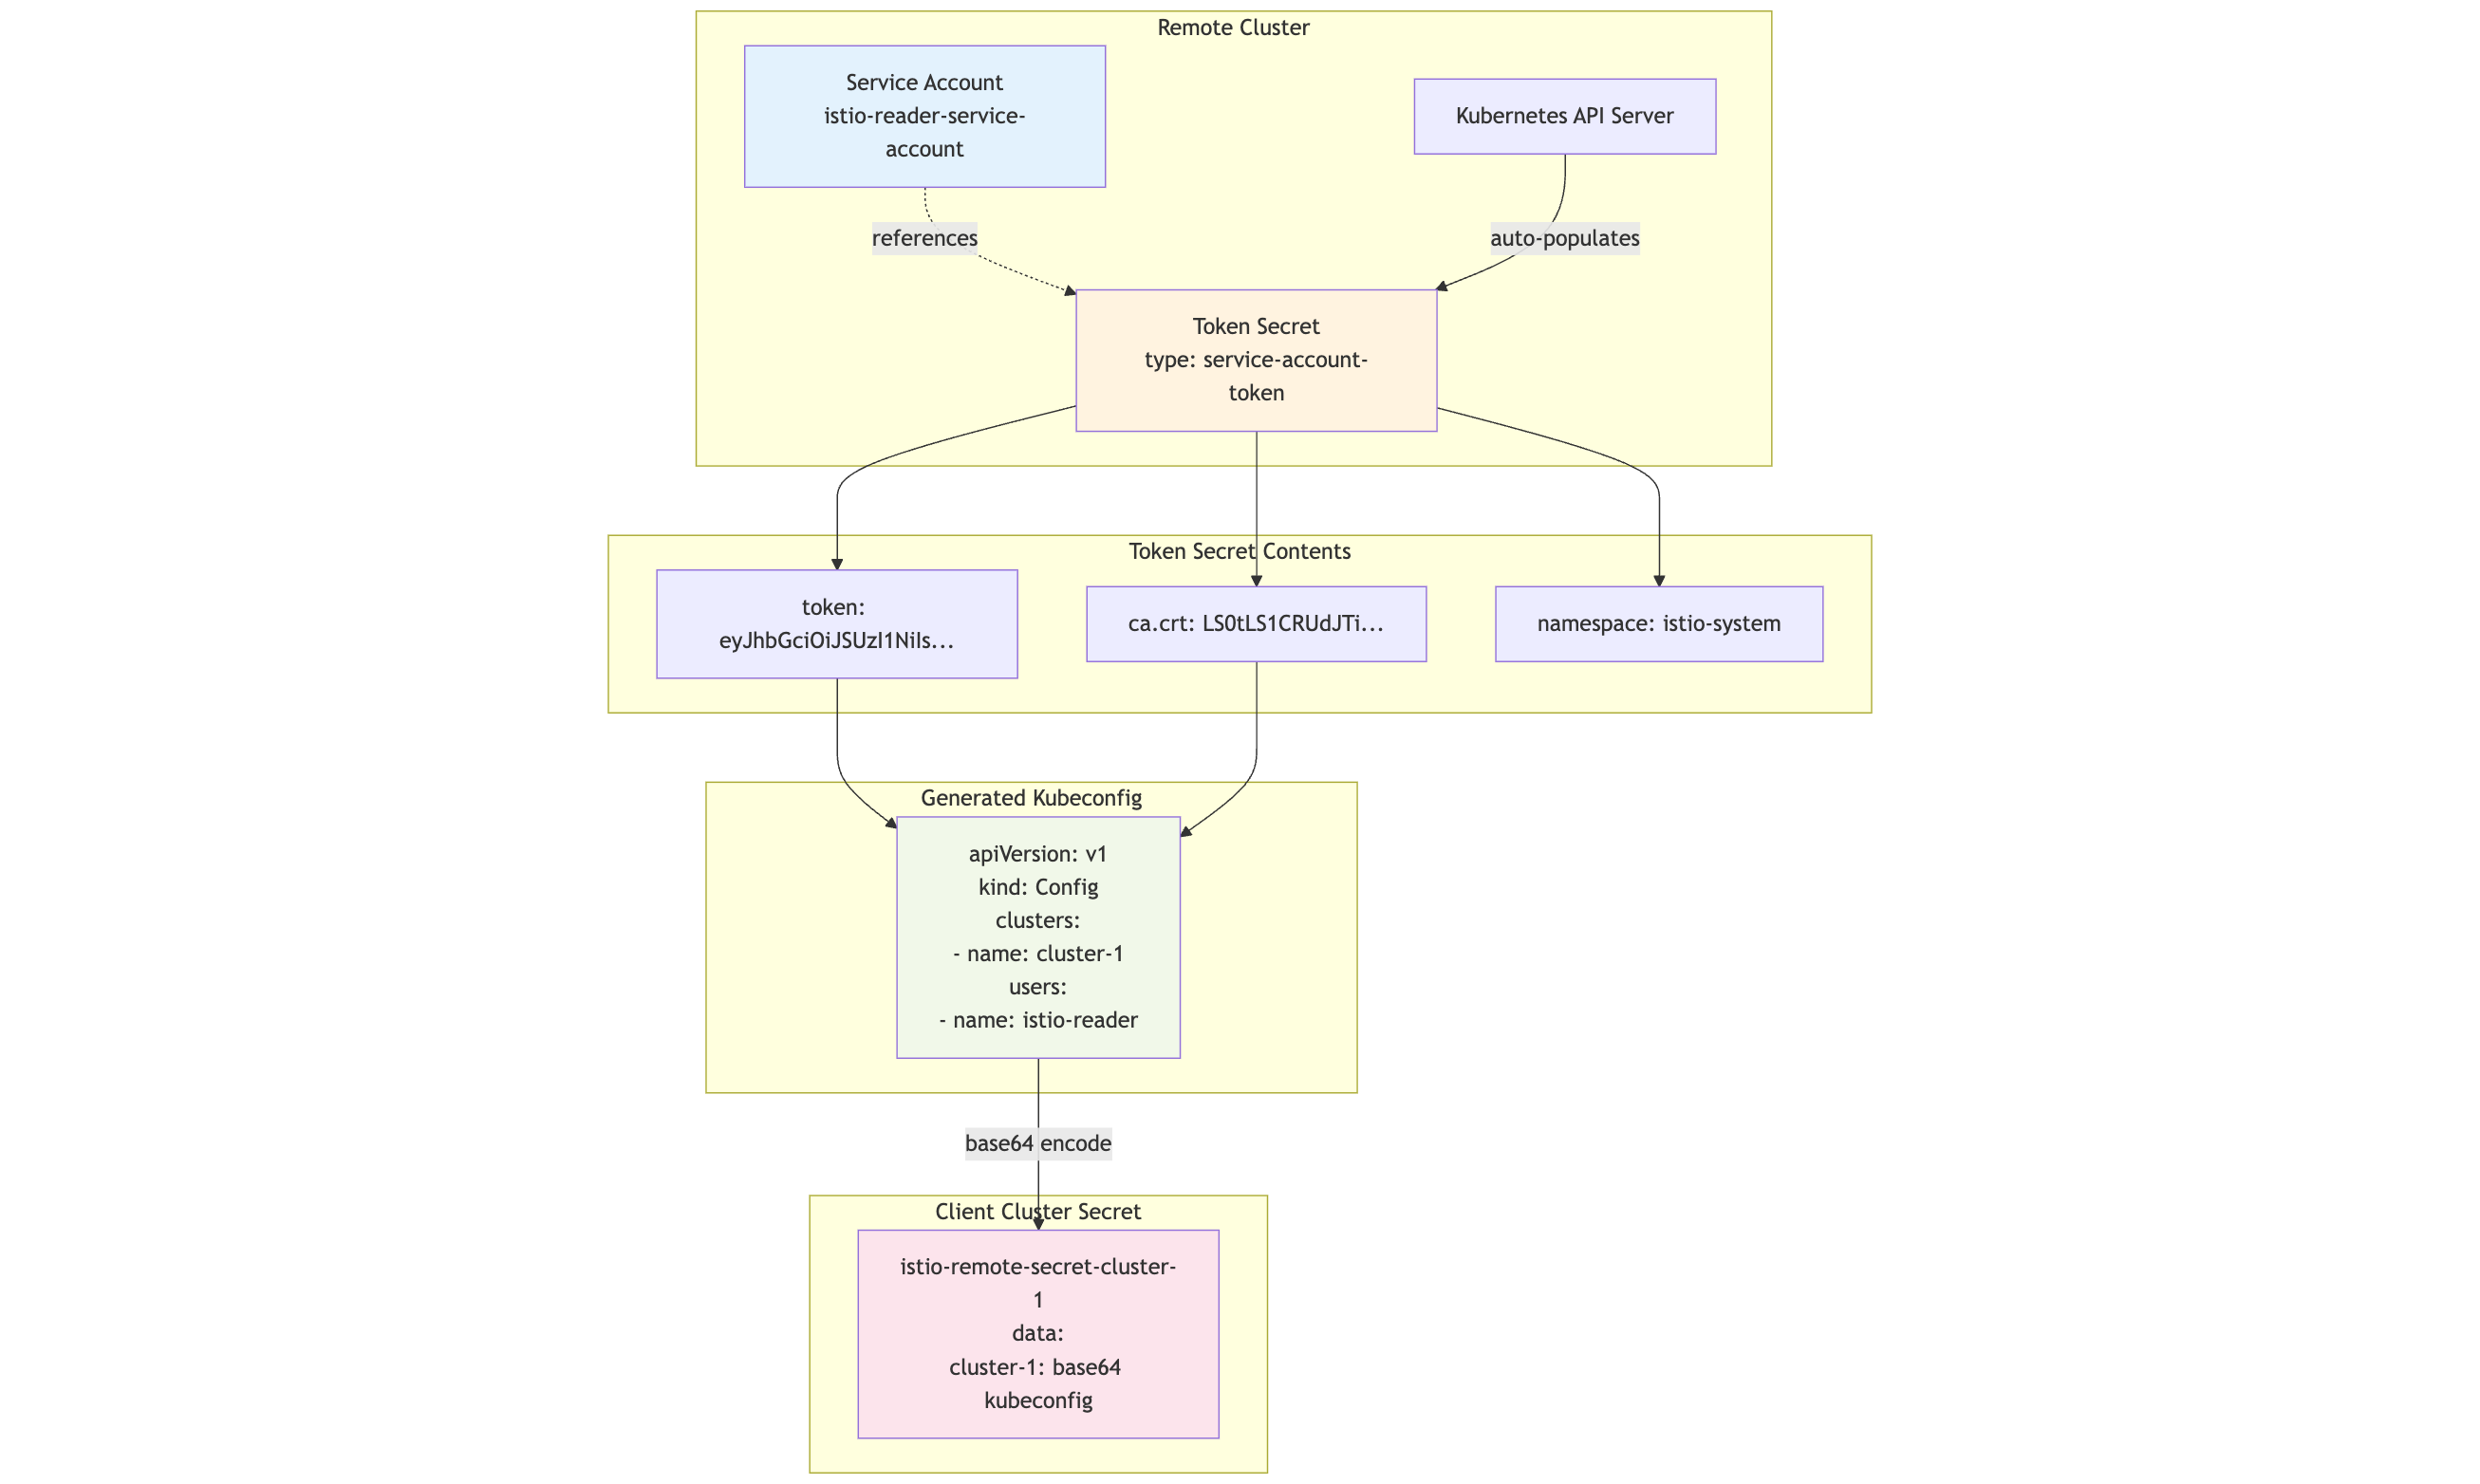 Remote Cluster
Service Account
istio-reader-service-
account
Kubernetes API Server
references
auto-populates
Token Secret
type: service-account-
token
Token Secret Contents
token:
eyJhbGciOiJSUzI1NiIs...
ca.crt: LS0tLS1CRUdJTi...
namespace: istio-system
Generated Kubeconfig
apiVersion: v1
kind: Config
clusters:
- name: cluster-1
users:
- name: istio-reader
base64 encode
Client Cluster Secret
istio-remote-secret-cluster-
1
data:
cluster-1: base64
kubeconfig